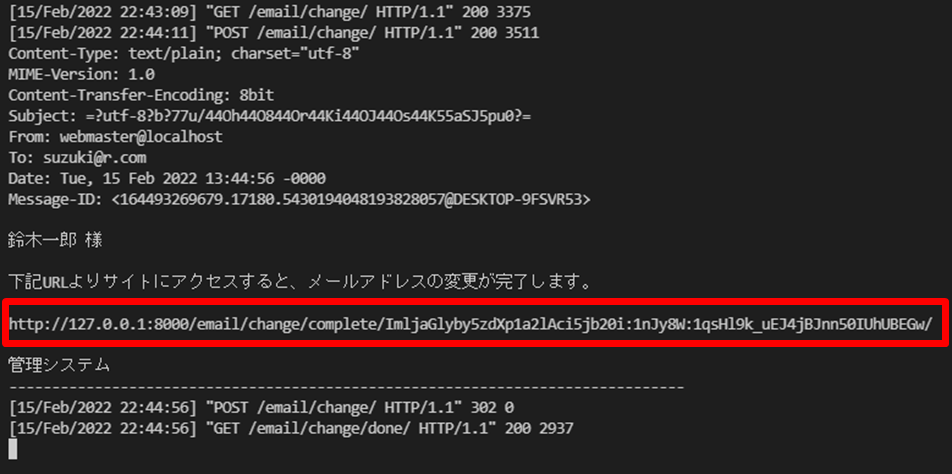 [15/Feb/2022 22:43:09] "GET /email/change/ HTTP/1.1" 200 3375
[15/Feb/2022 22:44:11] "POST /email/change/ HTTP/1.1" 200 3511
Content-Type: text/plain; charset="utf-8"
MIME-Version: 1.0
Content-Transfer-Encoding: 8bit
Subject: =?utf-8?b?77u/44Oh44O844Or44Ki44OJ44Os44K55aSJ5pu0?=
From: webmaster@localhost
To: suzuki@r.com
Date: Tue, 15 Feb 2022 13:44:56 -0000
Message-ID: <164493269679.17180.5430194048193828057@DESKTOP-9FSVR53>
鈴木一郎 様
下記URLよりサイトにアクセスすると、メールアドレスの変更が完了します。
http://127.0.0.1:8000/email/change/complete/ImljaGlyby5zdXp1a2lAci5jb20i:1nJy8W:1qsHl9k_uEJ4jBJnn50IUhUBEGw/
管理システム
-------------------------------------------------------------------------------
[15/Feb/2022 22:44:56] "POST /email/change/ HTTP/1.1" 302 0
[15/Feb/2022 22:44:56] "GET /email/change/done/ HTTP/1.1" 200 2937